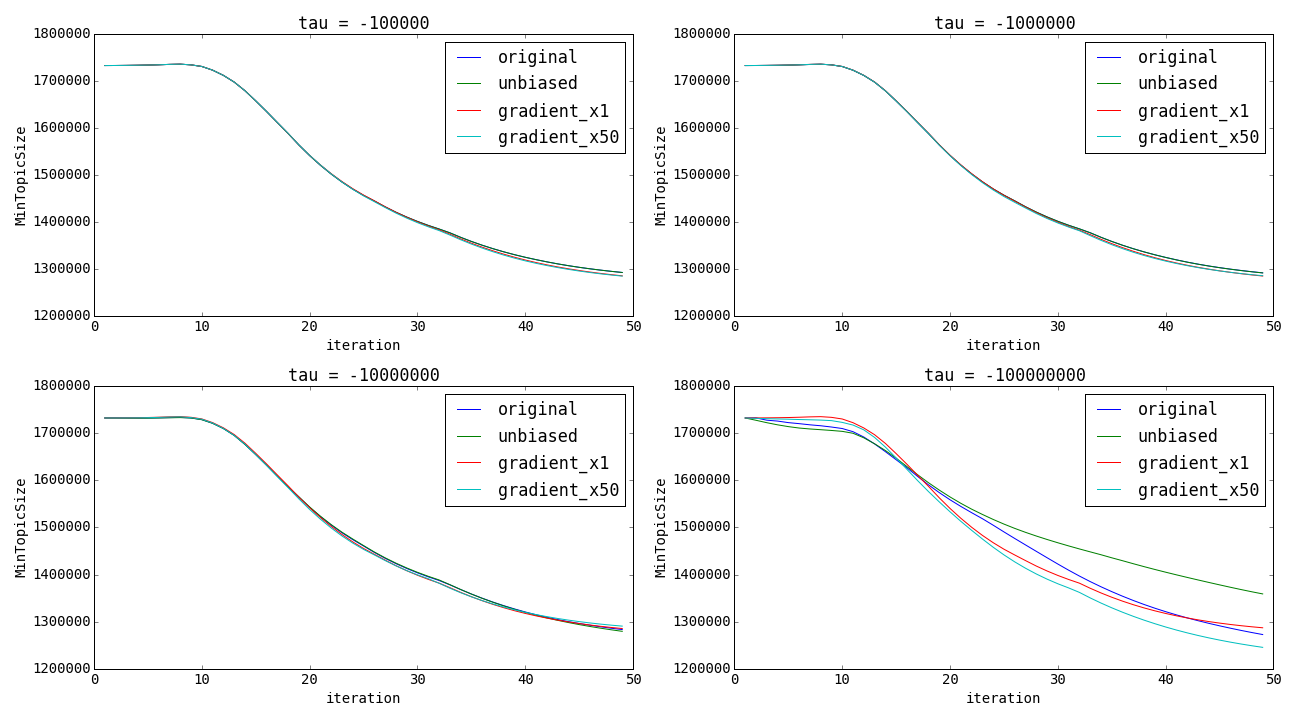 tau = -100000
1800000
1700000
1600000
1500000
1400000
1300000
1200000
MinTopicSize
original
unbiased
gradient_x1
gradient_x50
0 10 20 30 40 50
iteration
tau = -1000000
1800000
1700000
1600000
1500000
1400000
1300000
1200000
MinTopicSize
original
unbiased
gradient_x1
gradient_x50
0 10 20 30 40 50
iteration
tau = -10000000
1800000
1700000
1600000
1500000
1400000
1300000
1200000
MinTopicSize
original
unbiased
gradient_x1
gradient_x50
0 10 20 30 40 50
iteration
tau = -100000000
1800000
1700000
1600000
1500000
1400000
1300000
1200000
MinTopicSize
original
unbiased
gradient_x1
gradient_x50
0 10 20 30 40 50
iteration